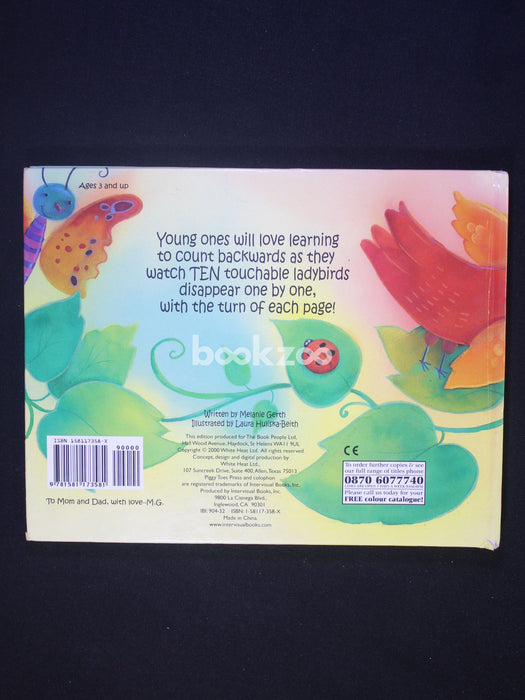 Ages 3 and up
Young ones will love learning
to count backwards as they
watch TEN touchable ladybirds
disappear one by one,
with the turn of each page!
bookzoo
Written by Melanie Gerth
Illustrated by Laura Huliska-Beith
This edition produced for The Book People Ltd,
Hall Wood Avenue, Haydock, St Helens WA11 9UL
Copyright © 2000 White Heat Ltd. All rights reserved
Concept, design and digital production by
White Heat Ltd.
107 Suncreek Drive, Suite 400, Allen, Texas 75013
Piggy Toes Press and colophon
are registered trademarks of Intervisual Books, Inc.
Produced by Intervisual Books, Inc.
9800 La Cienega Blvd.
Inglewood, CA 90301
IBI: 904-32 ISBN: 1-58117-358-X
Made in China
www.intervisualbooks.com
ISBN 158117358-X
90000
9 781581 173581
To Mom and Dad, with love-M.G.
CE
To order further copies & see
our full range of titles phone
0870 6077740
Please call us today for your
FREE colour catalogue!